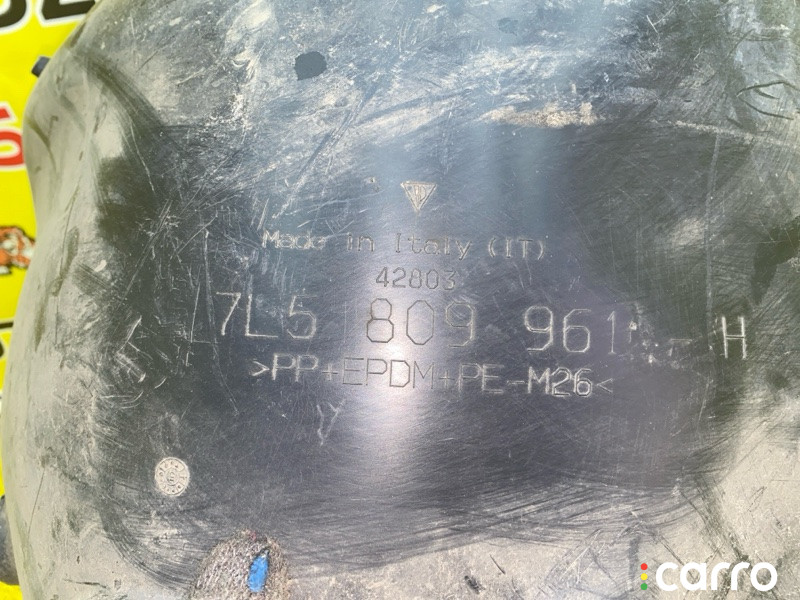 Made in Italy (IT)
42803
7L5 809 961 H
>PP+EPDM+PE-M26<
carro